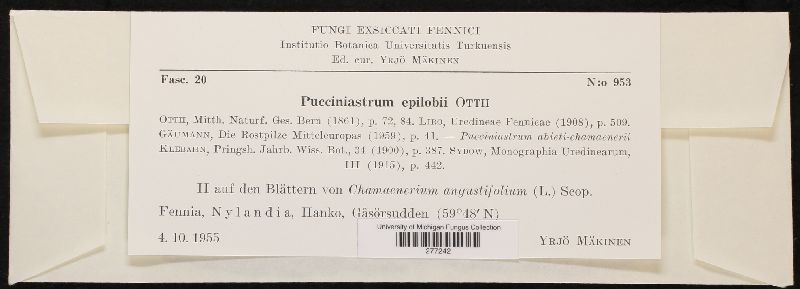 FUNGI EXSICCATI FENNICI
Institutio Botanica Universitatis Turkuensis
Ed. cur. YRJÖ MÄKINEN
Fasc. 20 N:o 953
Pucciniastrum epilobii OTTH
OTTH, Mitth. Naturf. Ges. Bern (1861), p. 72, 84. LIRO, Uredineae Fennicae (1908), p. 509.
GÄUMANN, Die Rostpilze Mitteleuropas (1959), p. 41. — Pucciniastrum abieti-chamaenerii
KLEBAHN, Pringsh. Jahrb. Wiss. Bot., 34 (1900), p. 387. SYDOW, Monographia Uredinearum,
III (1915), p. 442.
II auf den Blättern von Chamaenerium angustifolium (L.) Scop.
Fennia, Nylandia, Hanko, Gäsörsudden (59°48′ N)
4. 10. 1955 YRJÖ MÄKINEN
University of Michigan Fungus Collection
277242